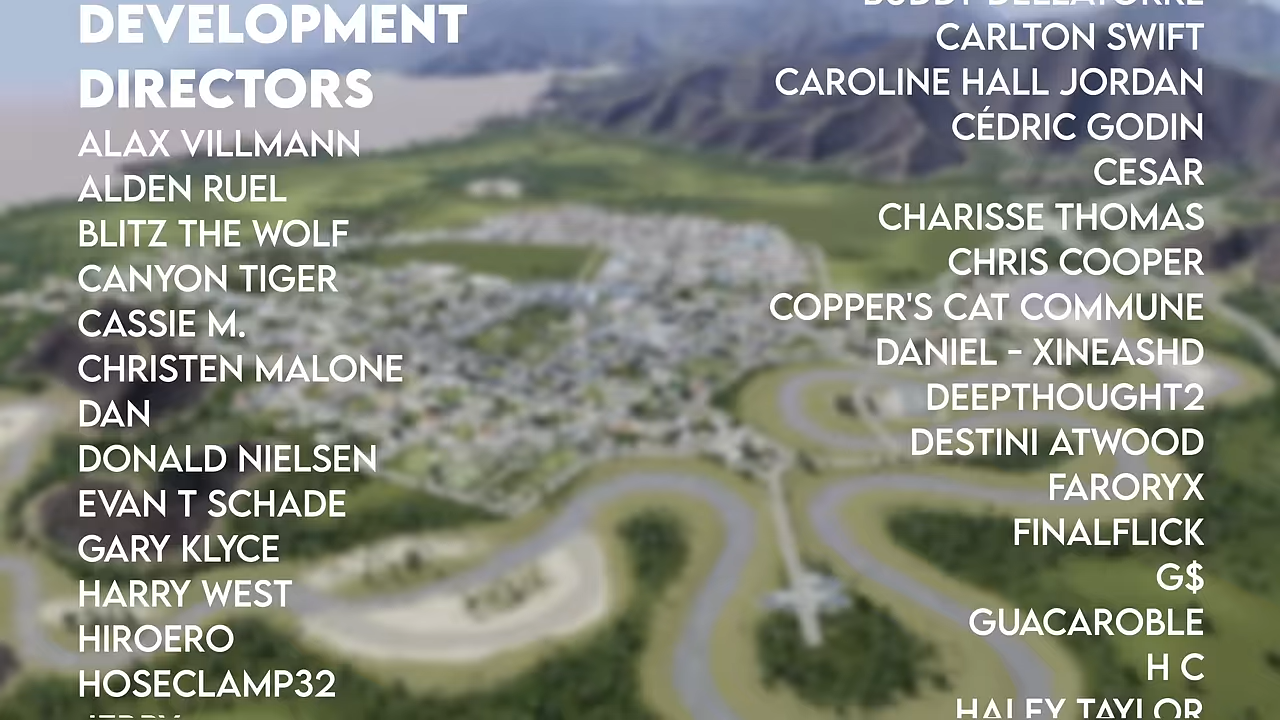 DEVELOPMENT
DIRECTORS
ALAX VILLMANN
ALDEN RUEL
BLITZ THE WOLF
CANYON TIGER
CASSIE M.
CHRISTEN MALONE
DAN
DONALD NIELSEN
EVAN T SCHADE
GARY KLYCE
HARRY WEST
HIROERO
HOSECLAMP32
CARLTON SWIFT
CAROLINE HALL JORDAN
CÉDRIC GODIN
CESAR
CHARISSE THOMAS
CHRIS COOPER
COPPER'S CAT COMMUNE
DANIEL - XINEASHD
DEEPTHOUGHT2
DESTINI ATWOOD
FARORYX
FINALFLICK
G$
GUACAROBLE
H C
HALEY TAYLOR